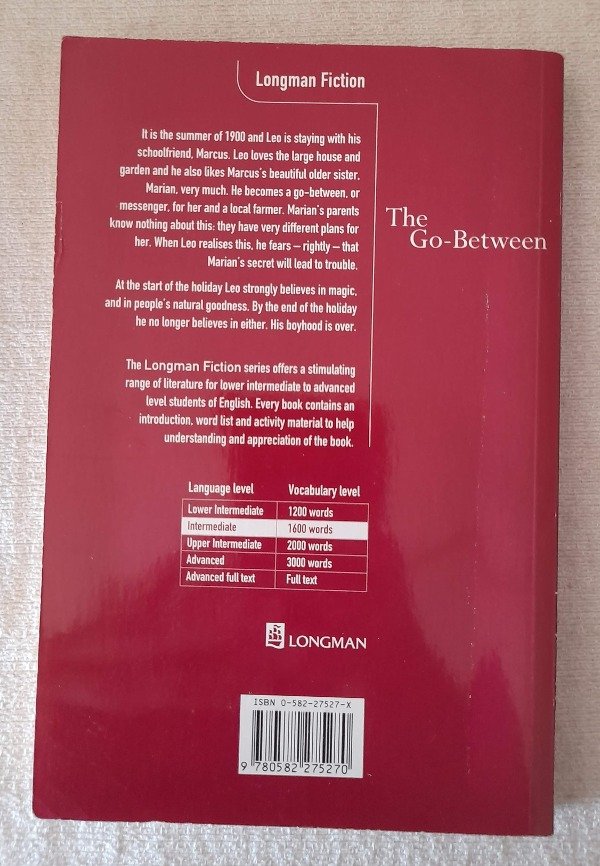 Longman Fiction
It is the summer of 1900 and Leo is staying with his
schoolfriend, Marcus. Leo loves the large house and
garden and he also likes Marcus's beautiful older sister,
Marian, very much. He becomes a go-between, or
messenger, for her and a local farmer. Marian's parents
know nothing about this: they have very different plans for
her. When Leo realises this, he fears – rightly – that
Marian's secret will lead to trouble.
At the start of the holiday Leo strongly believes in magic,
and in people's natural goodness. By the end of the holiday
he no longer believes in either. His boyhood is over.
The Longman Fiction series offers a stimulating
range of literature for lower intermediate to advanced
level students of English. Every book contains an
introduction, word list and activity material to help
understanding and appreciation of the book.
The
Go-Between
Language level Vocabulary level
Lower Intermediate 1200 words
Intermediate 1600 words
Upper Intermediate 2000 words
Advanced 3000 words
Advanced full text Full text
LONGMAN
ISBN 0-582-27527-X
9 780582 275270